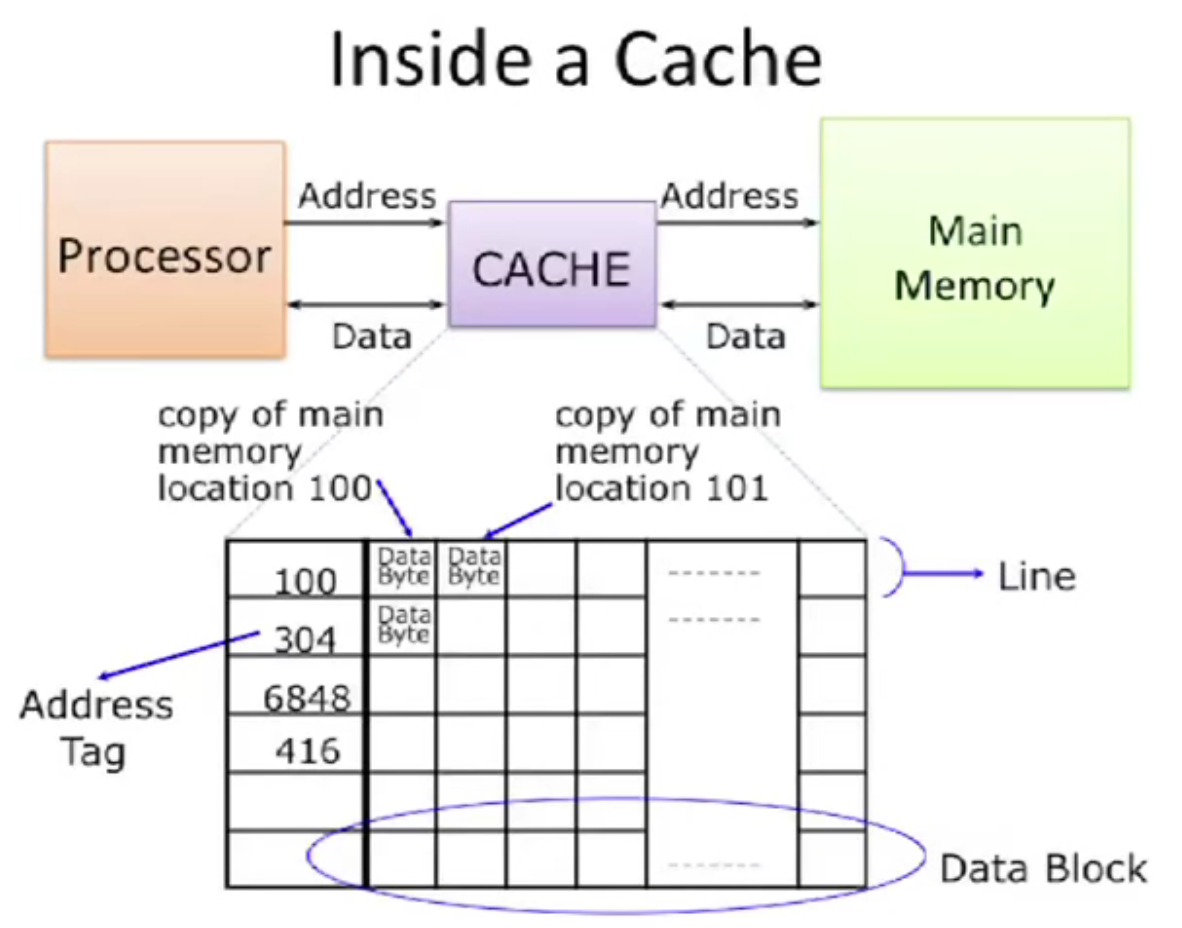 Inside a Cache
Processor
Address
Data
CACHE
Address
Data
Main
Memory
copy of main
memory
location 100
copy of main
memory
location 101
100
Data
Byte
Data
Byte
-------
Line
304
Data
Byte
-------
Address
Tag
6848
416
-------
Data Block